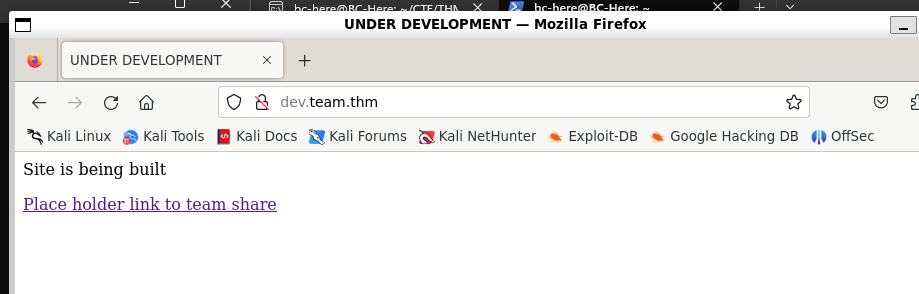 bc-here@BC-Here: ~/CTF/THN
bc-here@BC-Here: ~
UNDER DEVELOPMENT — Mozilla Firefox
UNDER DEVELOPMENT
dev.team.thm
Kali Linux Kali Tools Kali Docs Kali Forums Kali NetHunter Exploit-DB Google Hacking DB OffSec
Site is being built
Place holder link to team share